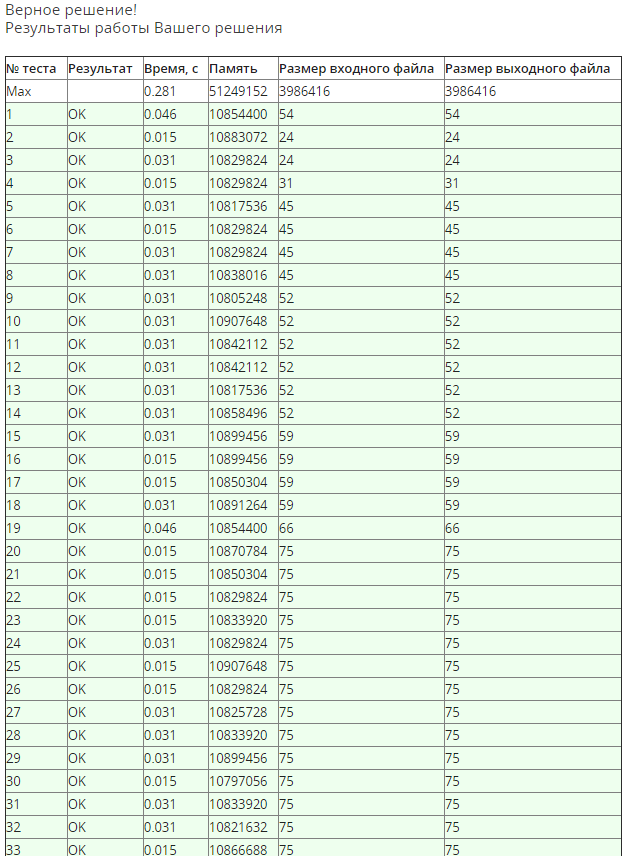 Верное решение!
Результаты работы Вашего решения
№ теста Результат Время, с Память Размер входного файла Размер выходного файла
Max 0.281 51249152 3986416 3986416
1 OK 0.046 10854400 54 54
2 OK 0.015 10883072 24 24
3 OK 0.031 10829824 24 24
4 OK 0.015 10829824 31 31
5 OK 0.031 10817536 45 45
6 OK 0.015 10829824 45 45
7 OK 0.031 10829824 45 45
8 OK 0.031 10838016 45 45
9 OK 0.031 10805248 52 52
10 OK 0.031 10907648 52 52
11 OK 0.031 10842112 52 52
12 OK 0.031 10842112 52 52
13 OK 0.031 10817536 52 52
14 OK 0.031 10858496 52 52
15 OK 0.031 10899456 59 59
16 OK 0.015 10899456 59 59
17 OK 0.015 10850304 59 59
18 OK 0.031 10891264 59 59
19 OK 0.046 10854400 66 66
20 OK 0.015 10870784 75 75
21 OK 0.015 10850304 75 75
22 OK 0.015 10829824 75 75
23 OK 0.015 10833920 75 75
24 OK 0.031 10829824 75 75
25 OK 0.015 10907648 75 75
26 OK 0.015 10829824 75 75
27 OK 0.031 10825728 75 75
28 OK 0.031 10833920 75 75
29 OK 0.031 10899456 75 75
30 OK 0.015 10797056 75 75
31 OK 0.031 10833920 75 75
32 OK 0.031 10821632 75 75
33 OK 0.015 10866688 75 75